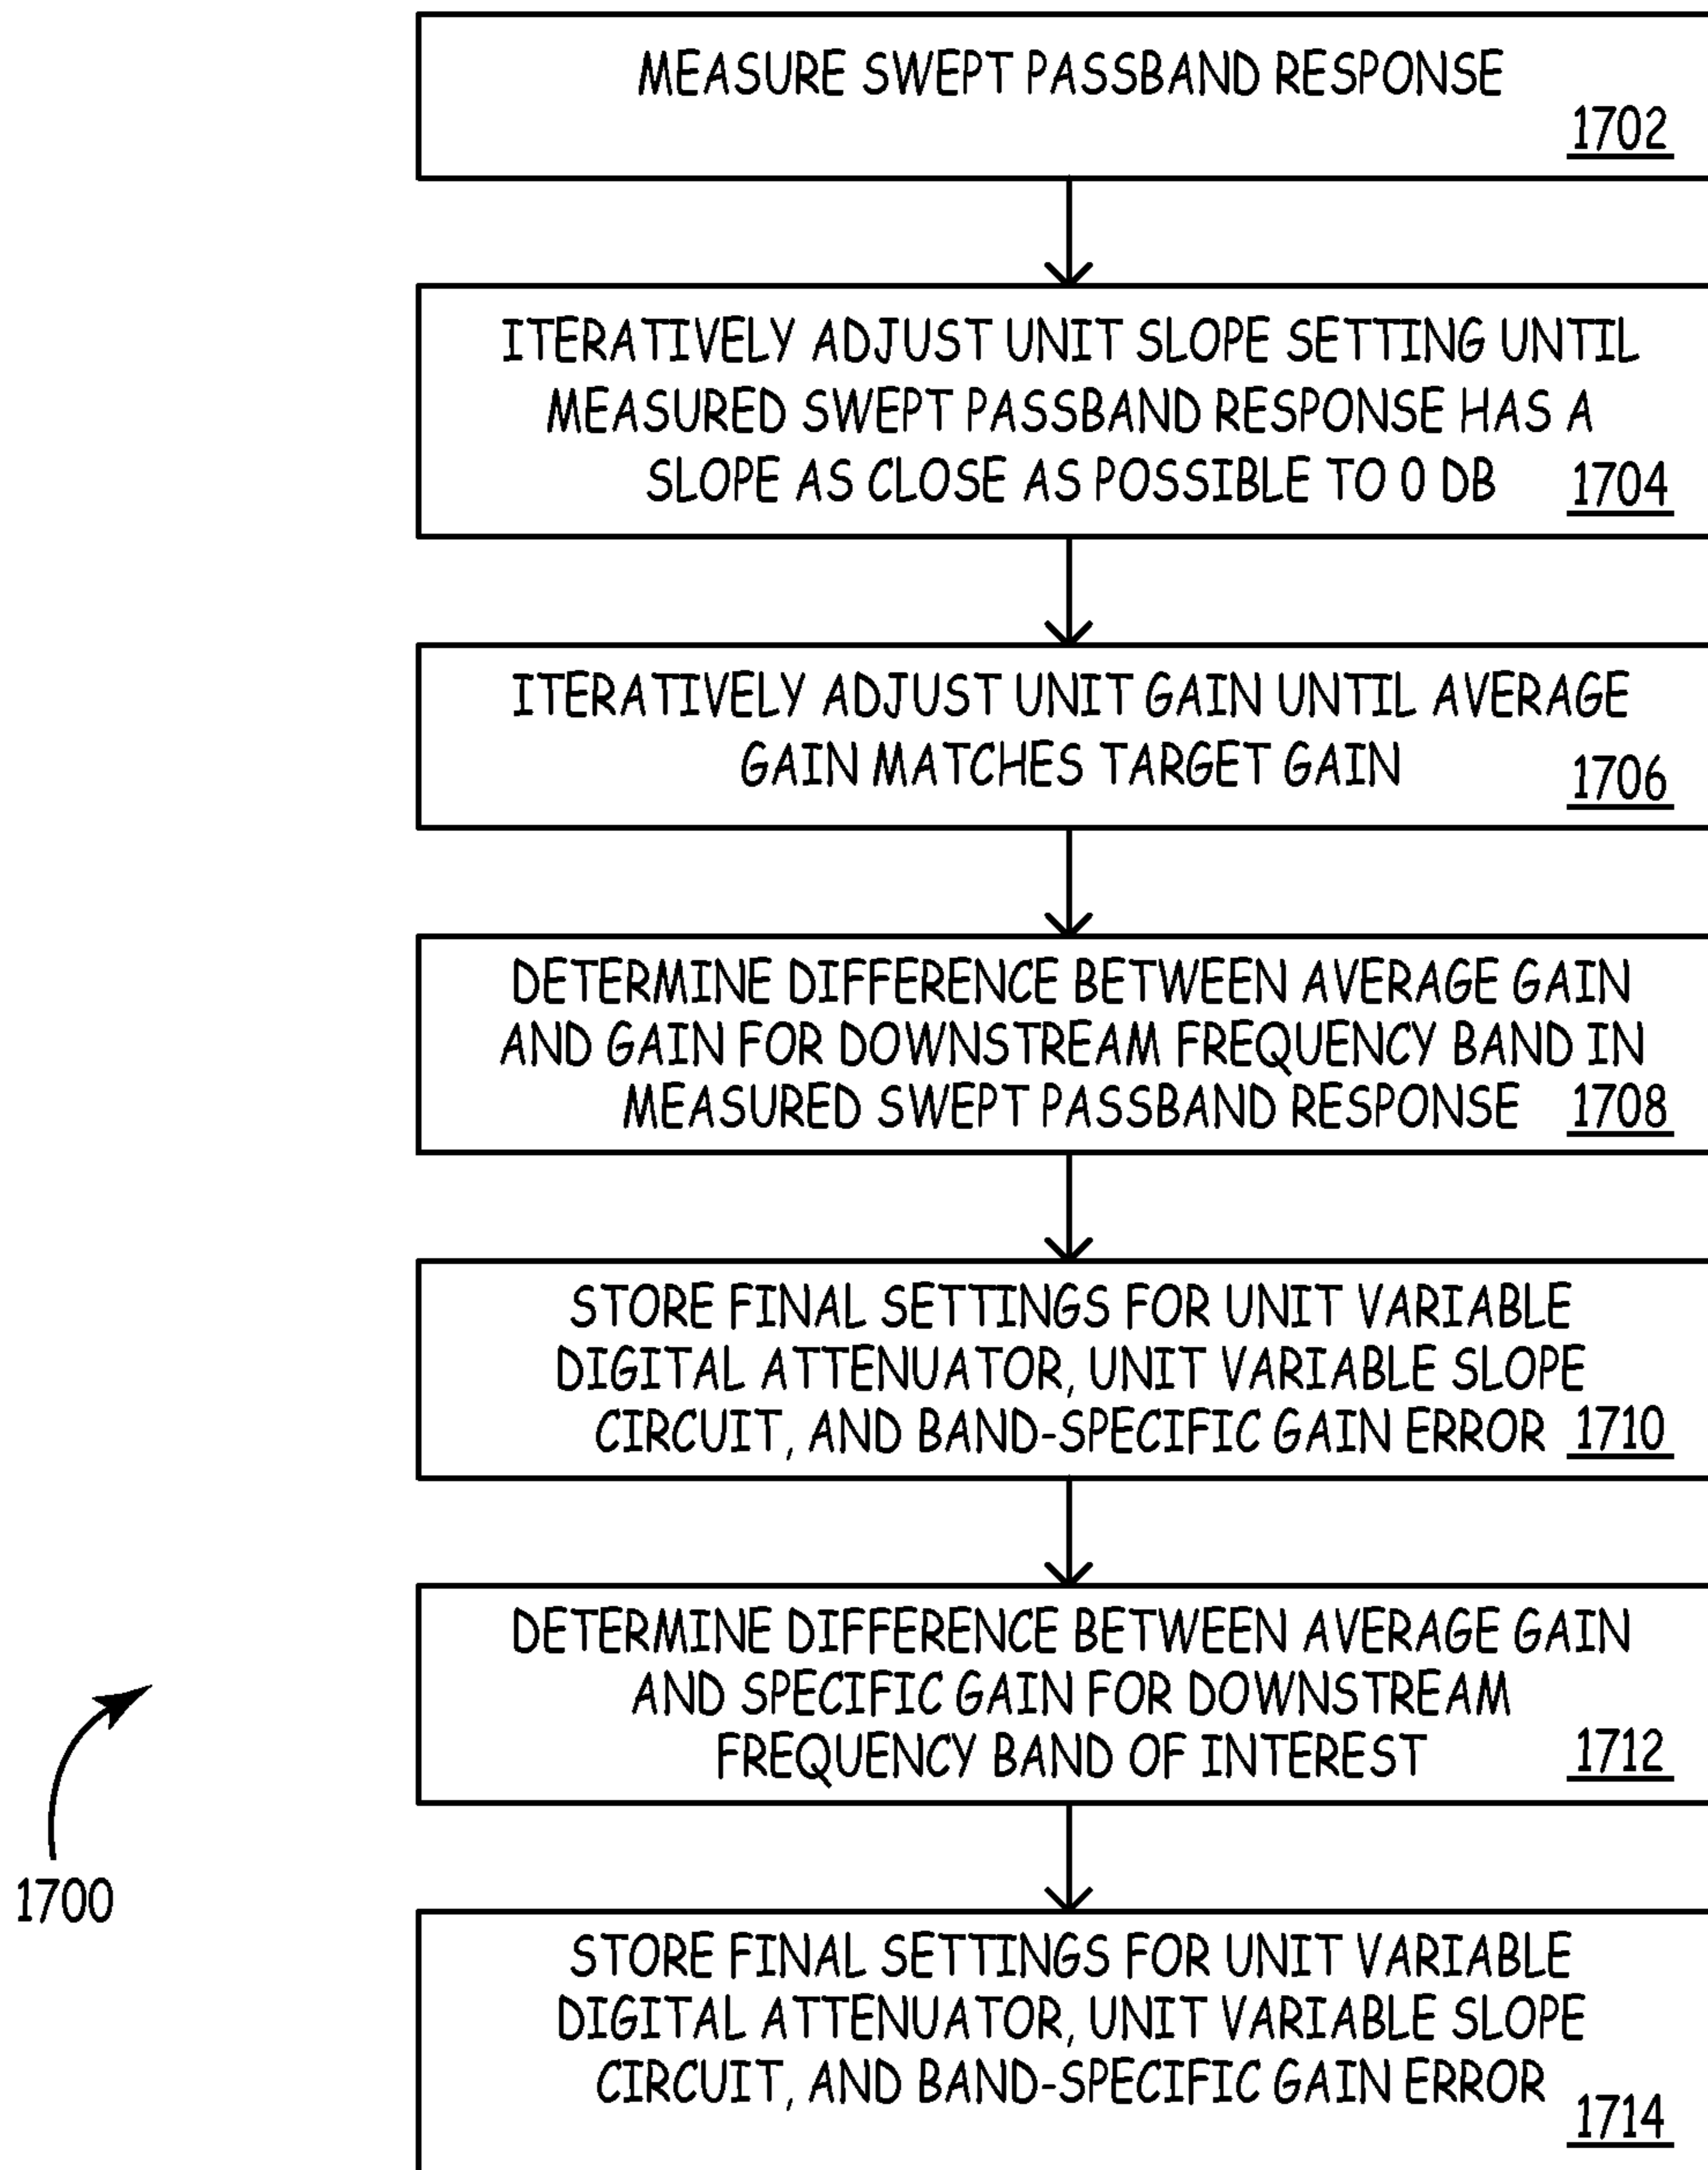 MEASURE SWEPT PASSBAND RESPONSE
1702
ITERATIVELY ADJUST UNIT SLOPE SETTING UNTIL
MEASURED SWEPT PASSBAND RESPONSE HAS A
SLOPE AS CLOSE AS POSSIBLE TO 0 DB 1704
ITERATIVELY ADJUST UNIT GAIN UNTIL AVERAGE
GAIN MATCHES TARGET GAIN 1706
DETERMINE DIFFERENCE BETWEEN AVERAGE GAIN
AND GAIN FOR DOWNSTREAM FREQUENCY BAND IN
MEASURED SWEPT PASSBAND RESPONSE 1708
STORE FINAL SETTINGS FOR UNIT VARIABLE
DIGITAL ATTENUATOR, UNIT VARIABLE SLOPE
CIRCUIT, AND BAND-SPECIFIC GAIN ERROR 1710
DETERMINE DIFFERENCE BETWEEN AVERAGE GAIN
AND SPECIFIC GAIN FOR DOWNSTREAM
FREQUENCY BAND OF INTEREST 1712
1700
STORE FINAL SETTINGS FOR UNIT VARIABLE
DIGITAL ATTENUATOR, UNIT VARIABLE SLOPE
CIRCUIT, AND BAND-SPECIFIC GAIN ERROR
1714